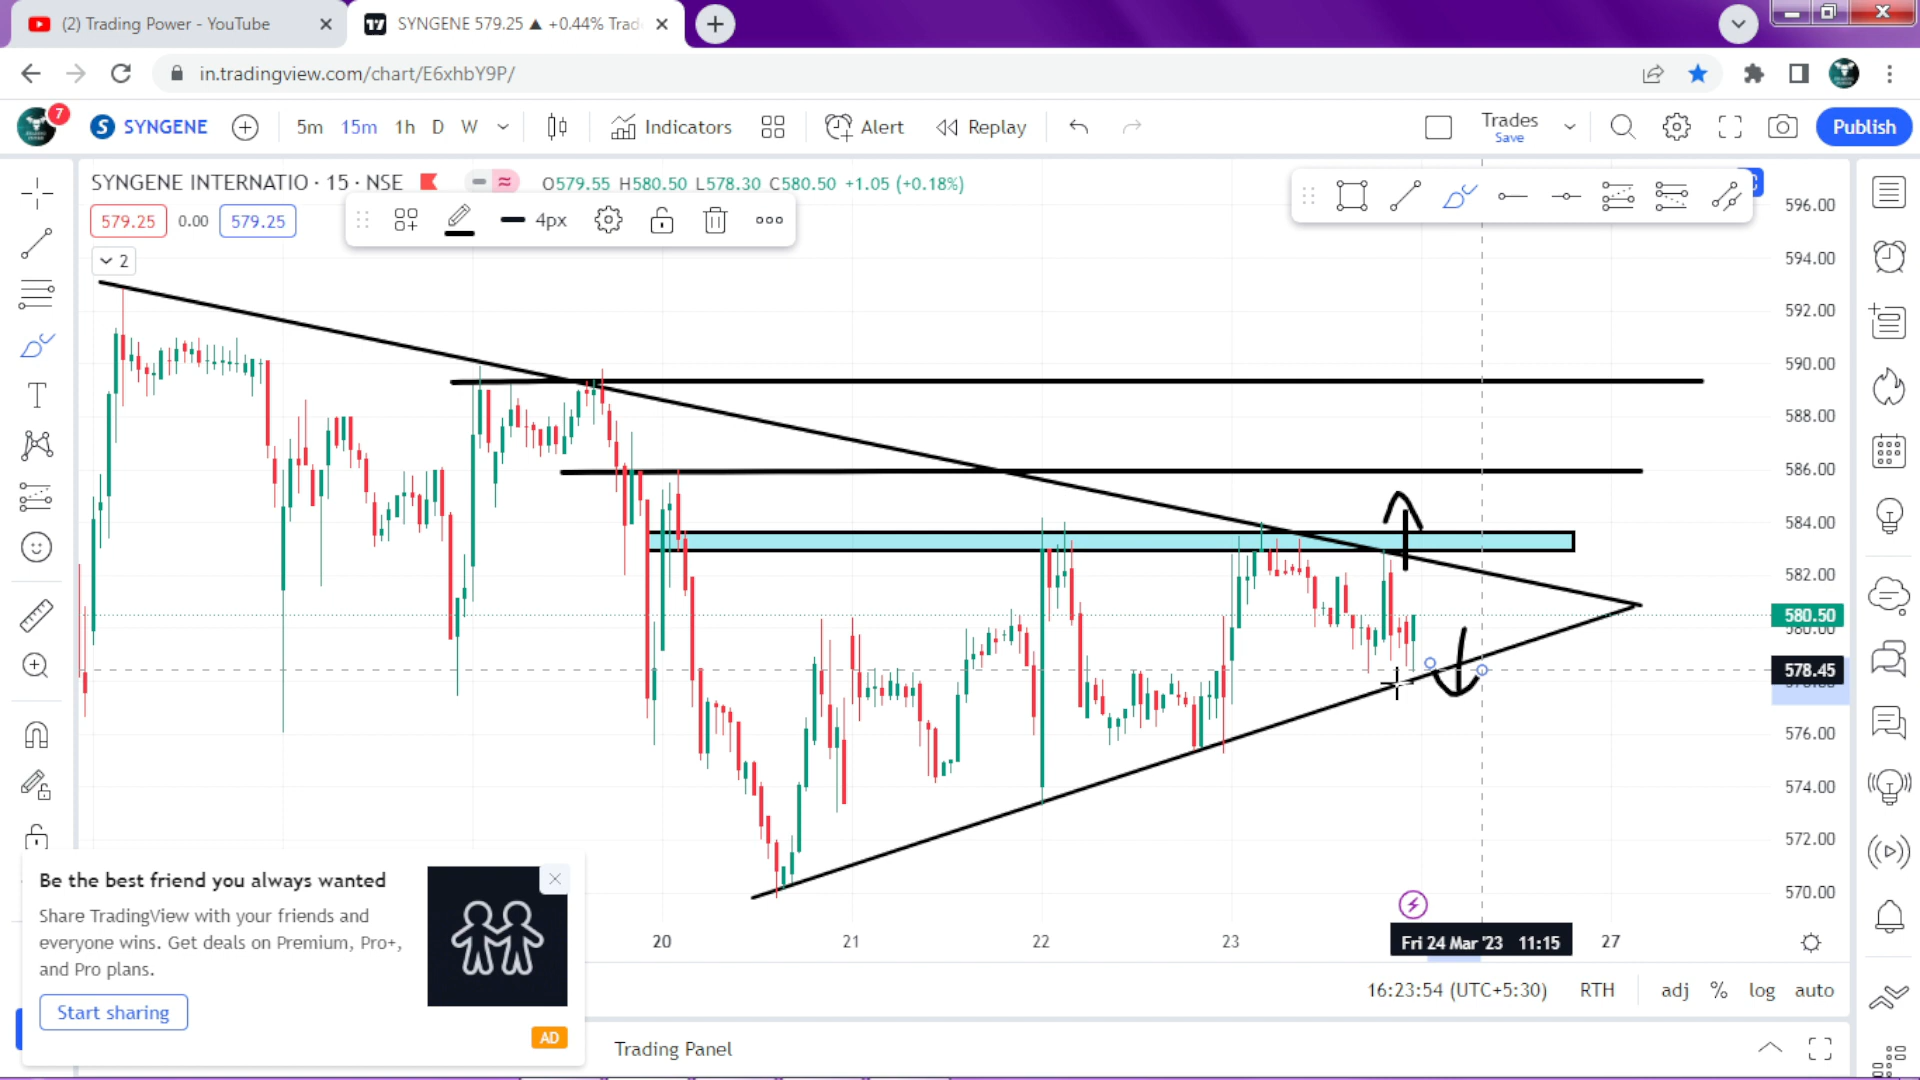 (2) Trading Power - YouTube
SYNGENE 579.25 ▲ +0.44% Trad
in.tradingview.com/chart/E6xhbY9P/
7
S SYNGENE
5m 15m 1h D W
Indicators
Alert
Replay
Trades
Save
Publish
SYNGENE INTERNATIO · 15 · NSE
O579.55 H580.50 L578.30 C580.50 +1.05 (+0.18%)
579.25 0.00 579.25
4px
2
596.00
594.00
592.00
590.00
588.00
586.00
584.00
582.00
580.50
580.00
578.45
576.00
574.00
572.00
570.00
20 21 22 23
Fri 24 Mar '23 11:15
27
Be the best friend you always wanted
Share TradingView with your friends and
everyone wins. Get deals on Premium, Pro+,
and Pro plans.
Start sharing
AD
16:23:54 (UTC+5:30) RTH adj % log auto
Trading Panel